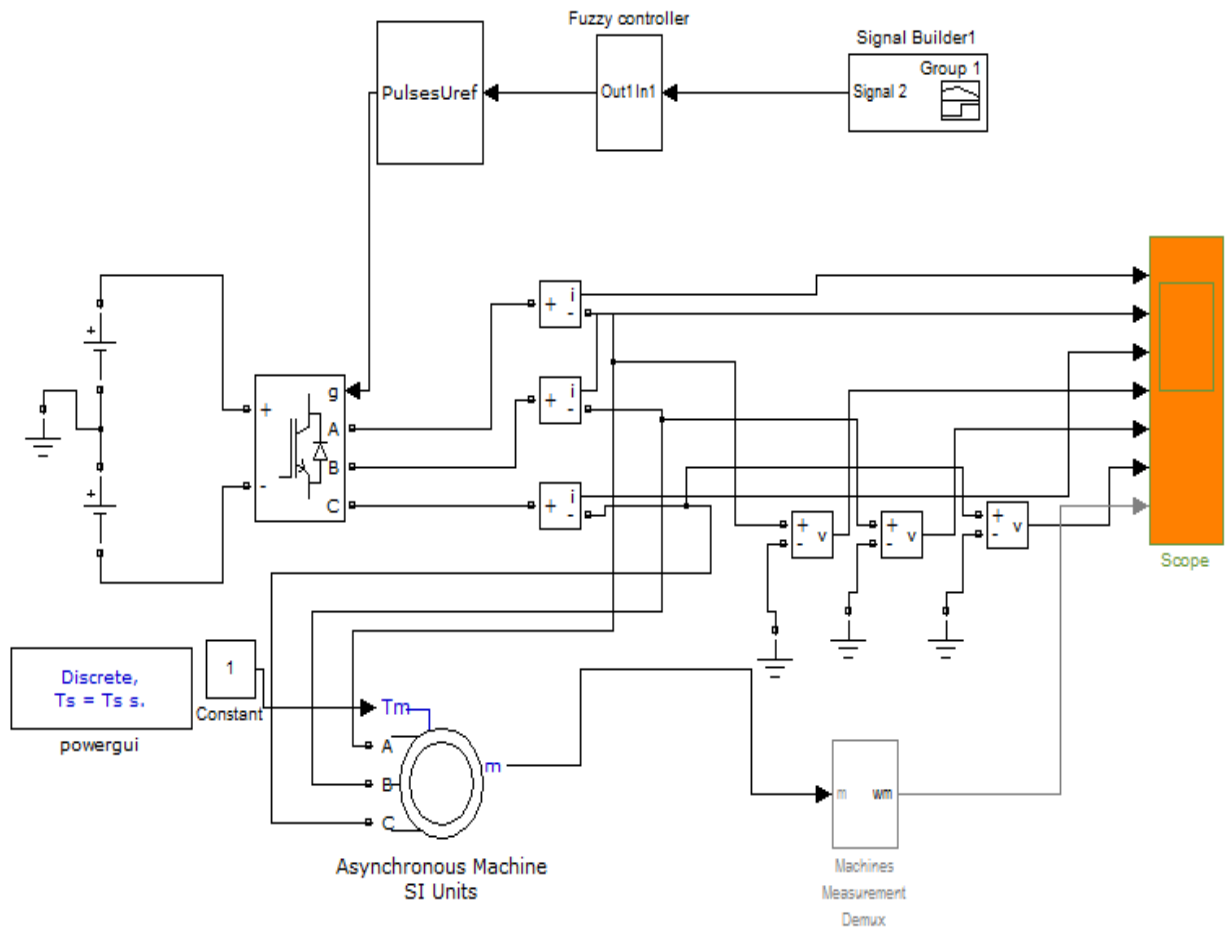 Fuzzy controller
Signal Builder1
Group 1
PulsesUref
Out1 In1
Signal 2
+
i
+ -
+
g
+
A
i
+ -
B
-
C
i
+ -
+
+
- v
+
- v
+
- v
Scope
Discrete,
Ts = Ts s.
powergui
1
Constant
Tm
A
B
C
m
m wm
Asynchronous Machine
SI Units
Machines
Measurement
Demux